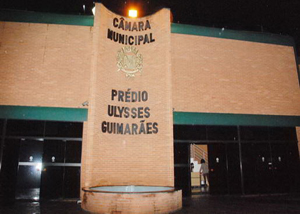 CÂMARA
MUNICIPAL
PRÉDIO
ULYSSES
GUIMARÃES